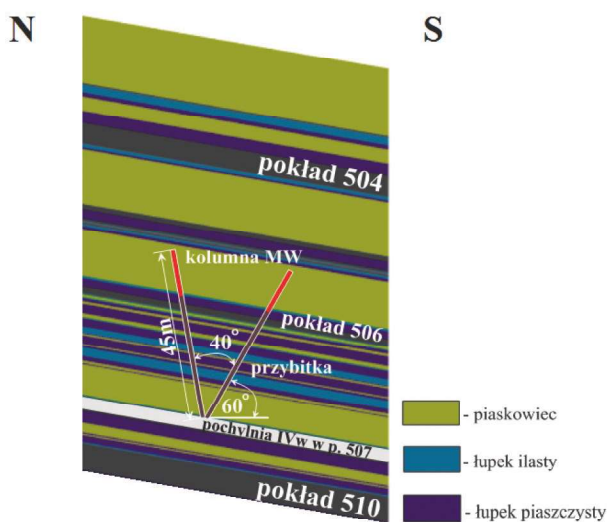 N
S
pokład 504
kolumna MW
45m
40°
pokład 506
przybitka
60°
pochylnia IVw w p. 507
pokład 510
- piaskowiec
- łupek ilasty
- łupek piaszczysty